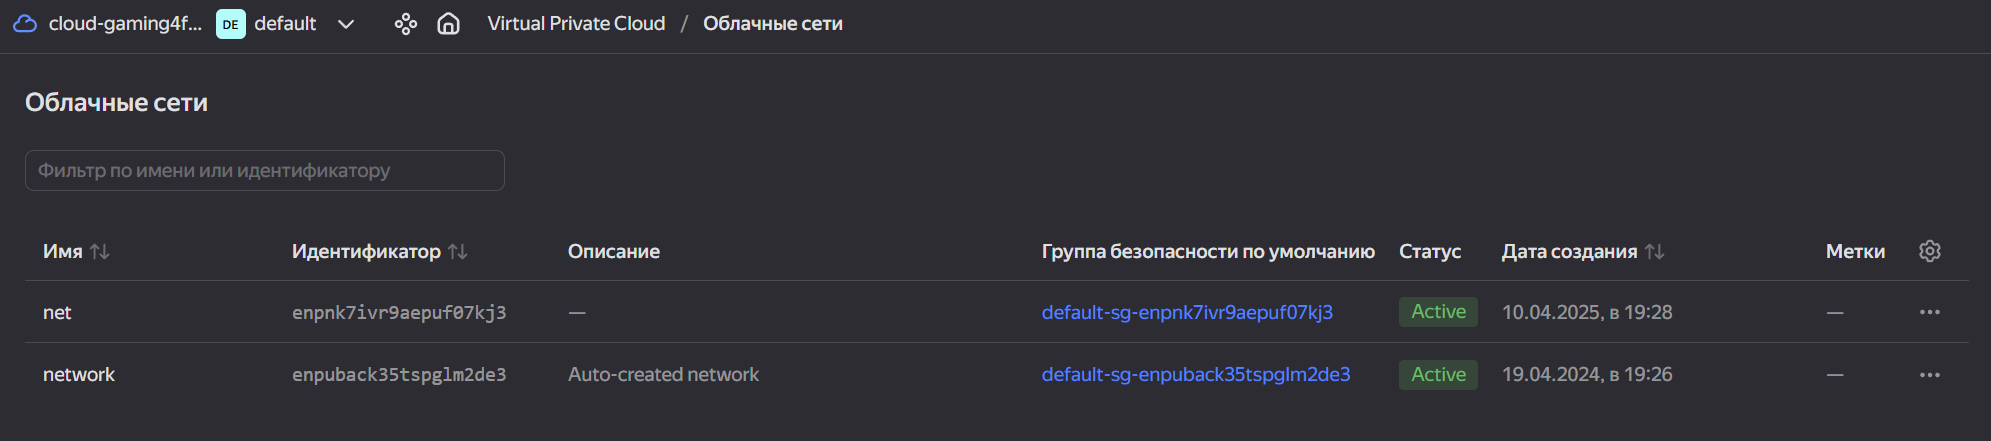 cloud-gaming4f... DE default Virtual Private Cloud / Облачные сети
Облачные сети
Фильтр по имени или идентификатору
Имя Идентификатор Описание Группа безопасности по умолчанию Статус Дата создания Метки
net enpnk7ivr9aepuf07kj3 — default-sg-enpnk7ivr9aepuf07kj3 Active 10.04.2025, в 19:28 —
network enpuback35tspglm2de3 Auto-created network default-sg-enpuback35tspglm2de3 Active 19.04.2024, в 19:26 —